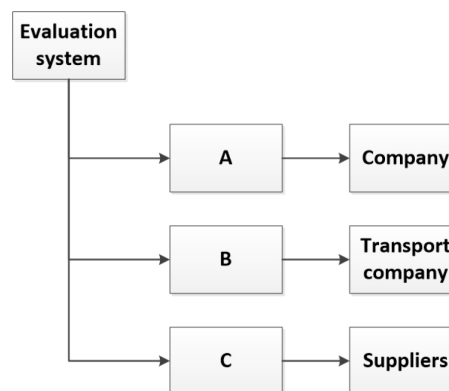 Evaluation
system
A
Company
B
Transport
company
C
Suppliers